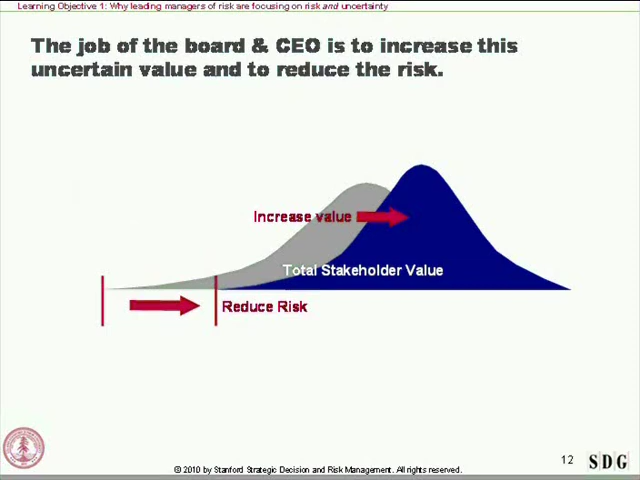 Learning Objective 1: Why leading managers of risk are focusing on risk and uncertainty
The job of the board & CEO is to increase this
uncertain value and to reduce the risk.
Increase value
Total Stakeholder Value
Reduce Risk
12
SDG
© 2010 by Stanford Strategic Decision and Risk Management. All rights reserved.